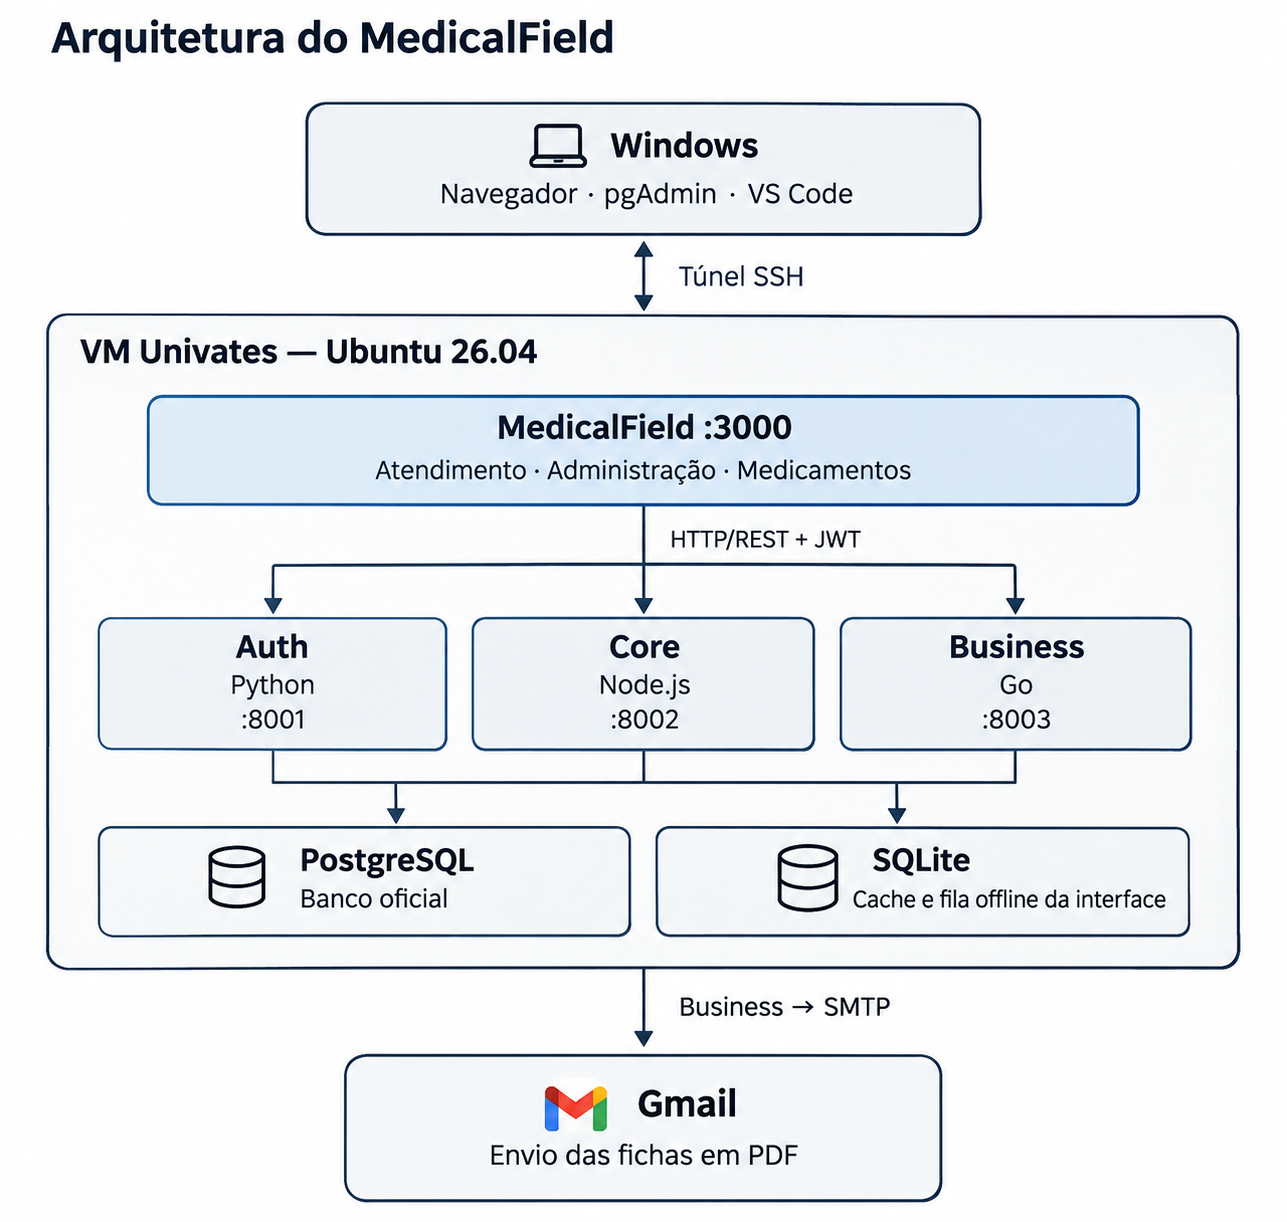 Arquitetura do MedicalField
Windows
Navegador · pgAdmin · VS Code
Túnel SSH
VM Univates — Ubuntu 26.04
MedicalField :3000
Atendimento · Administração · Medicamentos
HTTP/REST + JWT
Auth
Python
:8001
Core
Node.js
:8002
Business
Go
:8003
PostgreSQL
Banco oficial
SQLite
Cache e fila offline da interface
Business → SMTP
Gmail
Envio das fichas em PDF